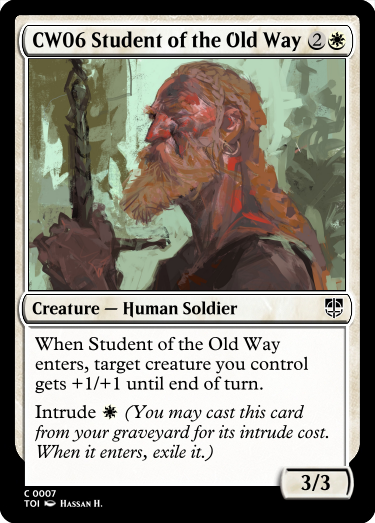 CW06 Student of the Old Way 2
Creature — Human Soldier
When Student of the Old Way
enters, target creature you control
gets +1/+1 until end of turn.
Intrude (You may cast this card
from your graveyard for its intrude cost.
When it enters, exile it.)
3/3
C 0007
TOI Hassan H.